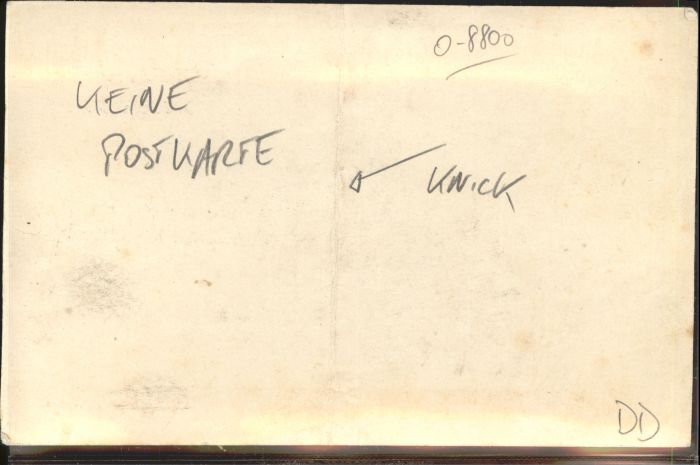 O-8800
KEINE
POSTKARTE
KNICK
DD